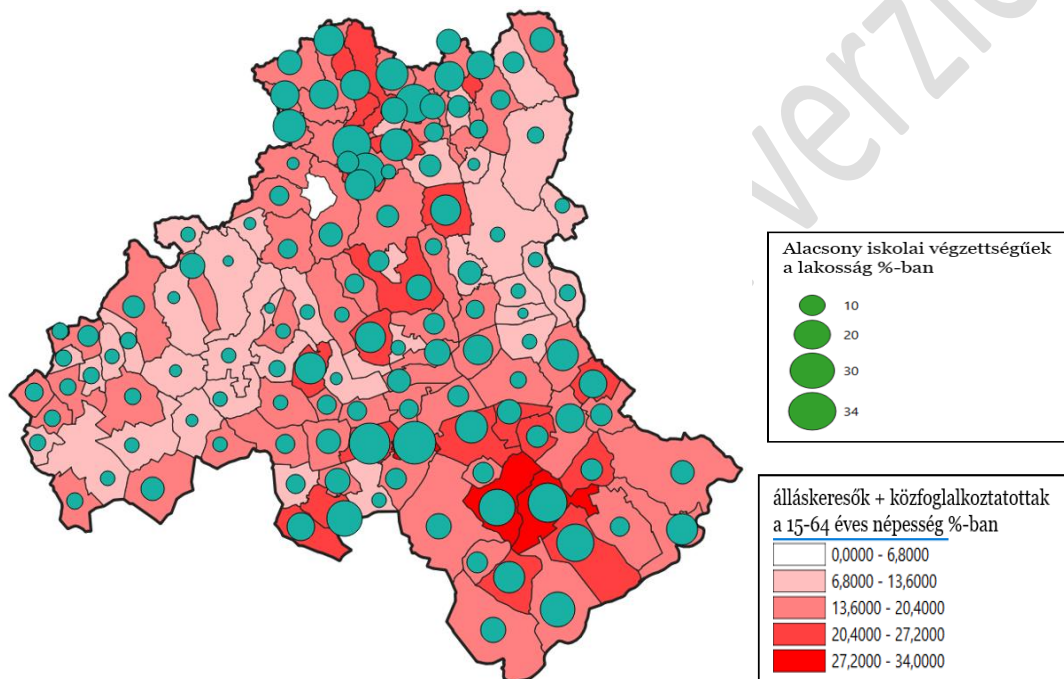 verzió
Alacsony iskolai végzettségűek
a lakosság %-ban
10
20
30
34
álláskeresők + közfoglalkoztatottak
a 15-64 éves népesség %-ban
0,0000 - 6,8000
6,8000 - 13,6000
13,6000 - 20,4000
20,4000 - 27,2000
27,2000 - 34,0000